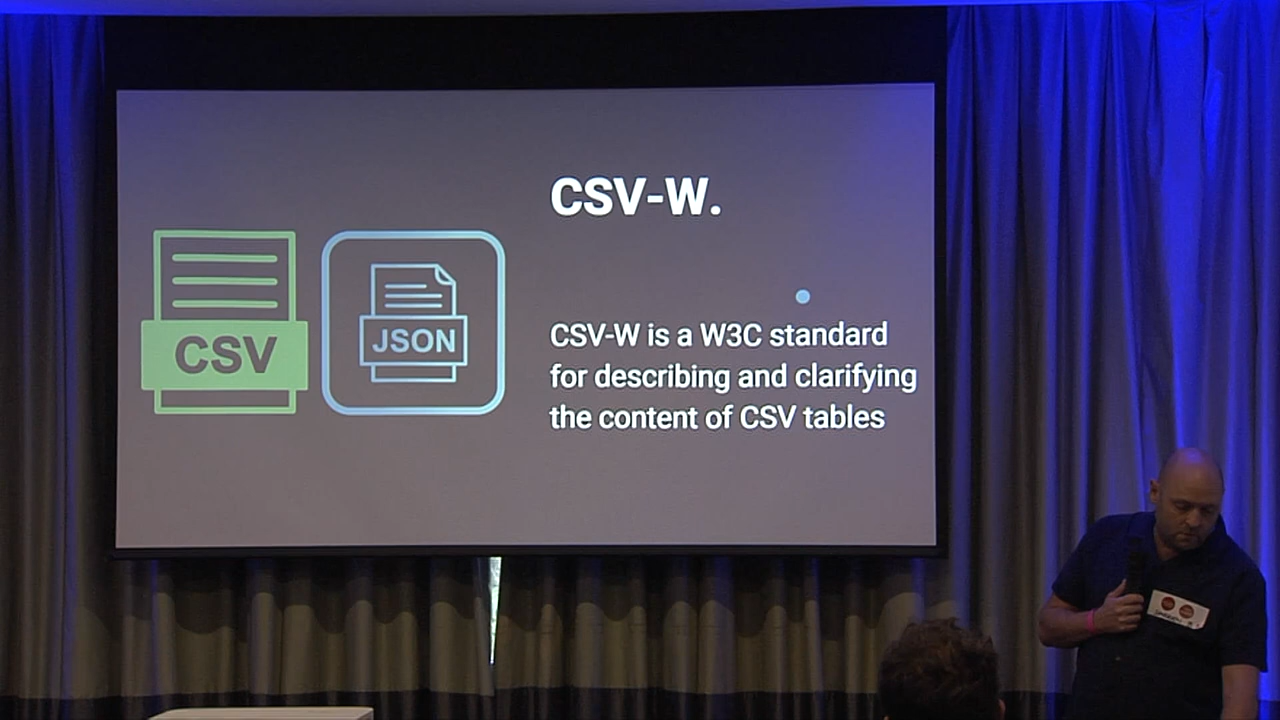 CSV-W.
CSV
JSON
CSV-W is a W3C standard
for describing and clarifying
the content of CSV tables